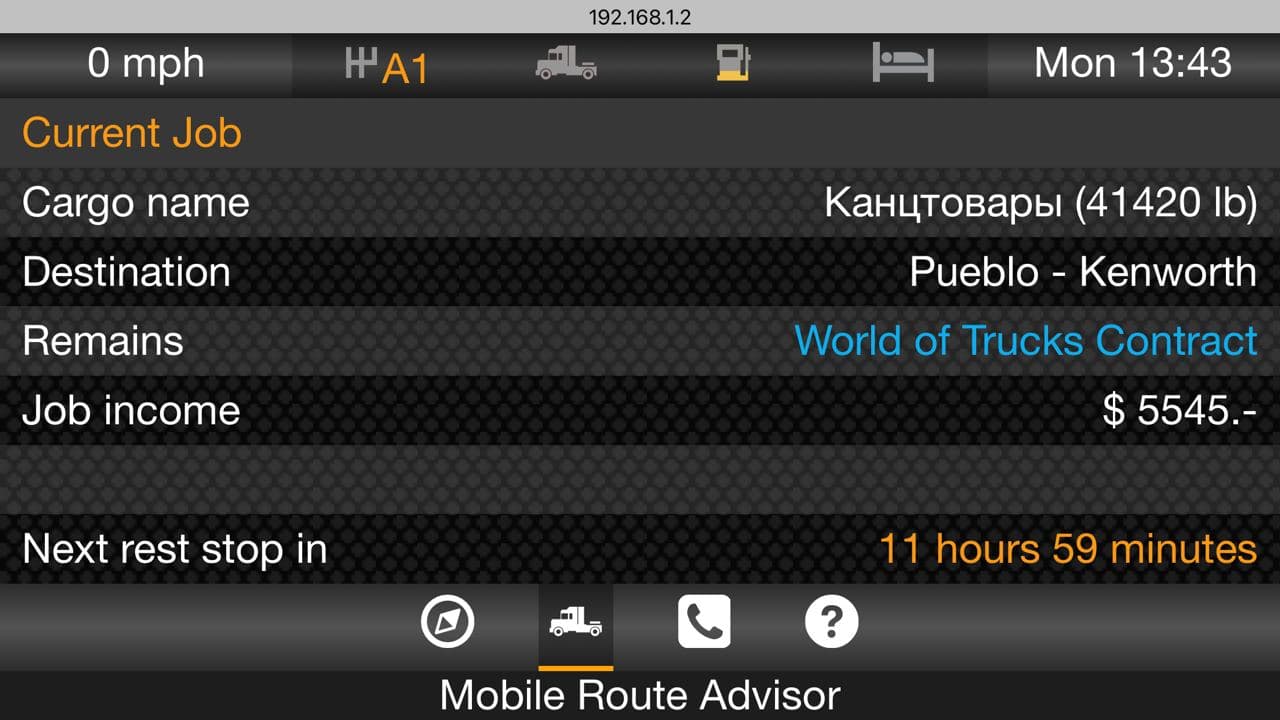 192.168.1.2
0 mph A1 Mon 13:43
Current Job
Cargo name Канцтовары (41420 lb)
Destination Pueblo - Kenworth
Remains World of Trucks Contract
Job income $ 5545.-
Next rest stop in 11 hours 59 minutes
?
Mobile Route Advisor